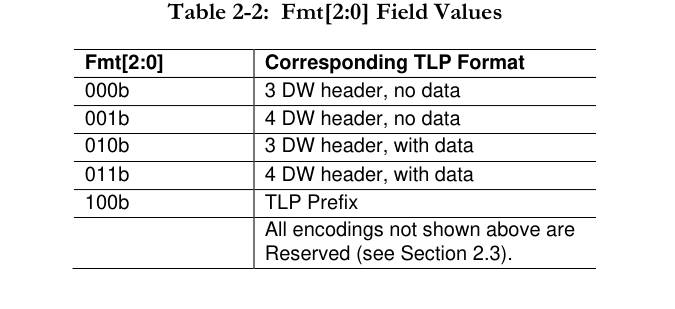 Table 2-2: Fmt[2:0] Field Values
Fmt[2:0] Corresponding TLP Format
000b 3 DW header, no data
001b 4 DW header, no data
010b 3 DW header, with data
011b 4 DW header, with data
100b TLP Prefix
All encodings not shown above are
Reserved (see Section 2.3).